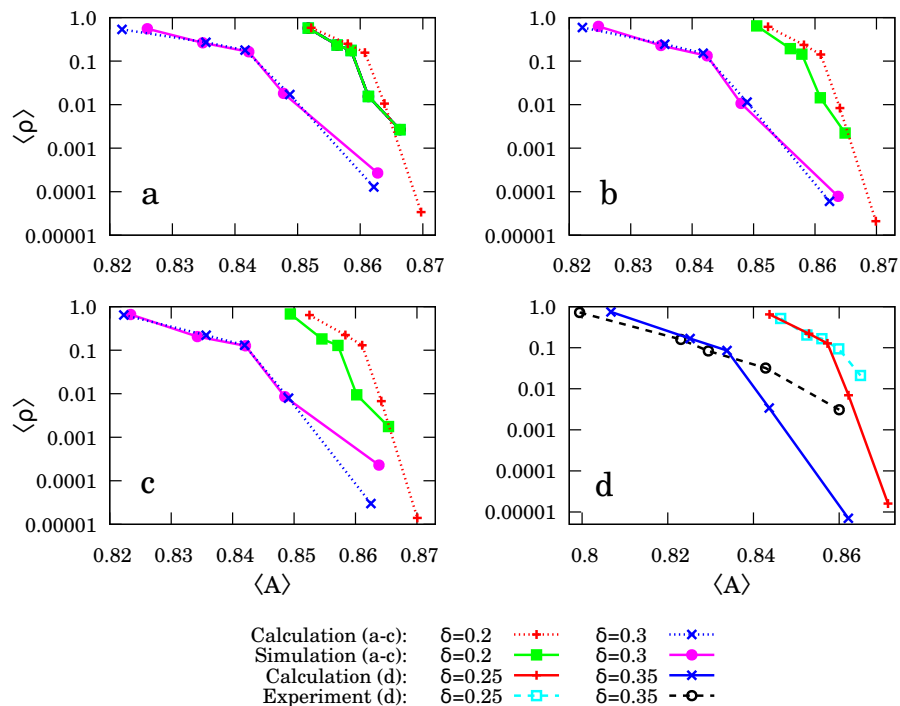 1.0
0.1
0.01
0.001
0.0001
0.00001
⟨ρ⟩
a
0.82 0.83 0.84 0.85 0.86 0.87
1.0
0.1
0.01
0.001
0.0001
0.00001
b
0.82 0.83 0.84 0.85 0.86 0.87
1.0
0.1
0.01
0.001
0.0001
0.00001
⟨ρ⟩
c
0.82 0.83 0.84 0.85 0.86 0.87
⟨A⟩
1.0
0.1
0.01
0.001
0.0001
0.00001
d
0.8 0.82 0.84 0.86
⟨A⟩
Calculation (a-c): δ=0.2 δ=0.3
Simulation (a-c): δ=0.2 δ=0.3
Calculation (d): δ=0.25 δ=0.35
Experiment (d): δ=0.25 δ=0.35